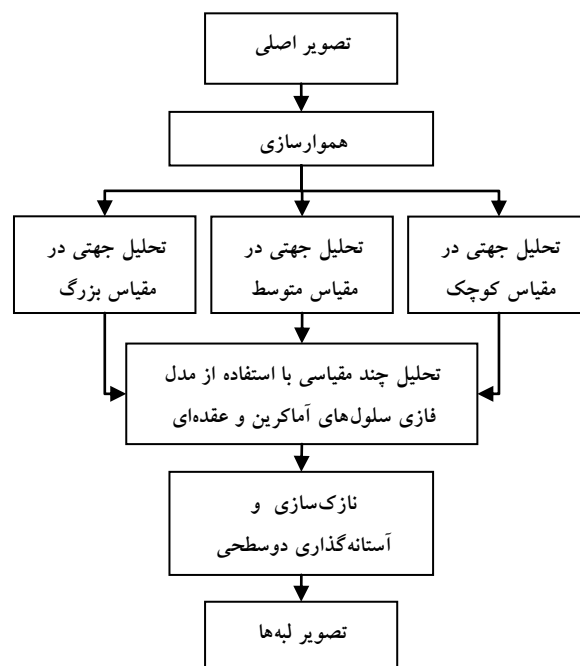 تصویر اصلی
هموارسازی
تحلیل جهتی در
مقیاس کوچک
تحلیل جهتی در
مقیاس متوسط
تحلیل جهتی در
مقیاس بزرگ
تحلیل چند مقیاسی با استفاده از مدل
فازی سلول‌های آماکرین و عقده‌ای
نازک‌سازی و
آستانه‌گذاری دوسطحی
تصویر لبه‌ها